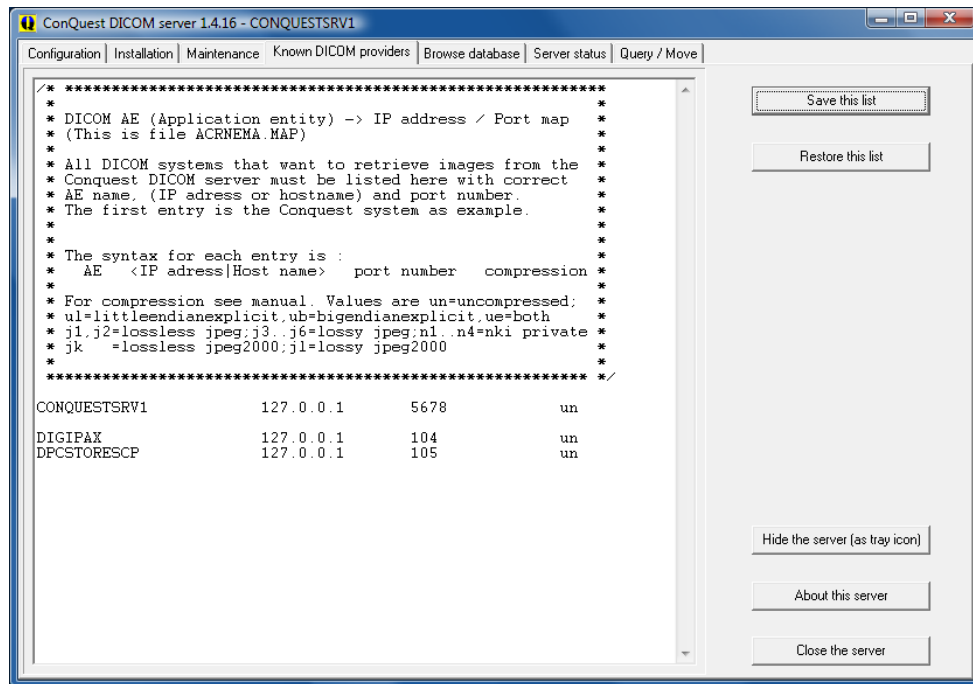 ConQuest DICOM server 1.4.16 - CONQUESTSRV1
Configuration Installation Maintenance Known DICOM providers Browse database Server status Query / Move
/* ************************************************************
* *
* DICOM AE (Application entity) -> IP address / Port map *
* (This is file ACRNEMA.MAP) *
* *
* All DICOM systems that want to retrieve images from the *
* Conquest DICOM server must be listed here with correct *
* AE name, (IP adress or hostname) and port number. *
* The first entry is the Conquest system as example. *
* *
* *
* The syntax for each entry is : *
* AE <IP adress|Host name> port number compression *
* *
* For compression see manual. Values are un=uncompressed; *
* ul=littleendianexplicit,ub=bigendianexplicit,ue=both *
* j1,j2=lossless jpeg;j3..j6=lossy jpeg;n1..n4=nki private *
* jk =lossless jpeg2000;jl=lossy jpeg2000 *
* *
************************************************************ */
CONQUESTSRV1 127.0.0.1 5678 un
DIGIPAX 127.0.0.1 104 un
DPCSTORESCP 127.0.0.1 105 un
Save this list
Restore this list
Hide the server (as tray icon)
About this server
Close the server